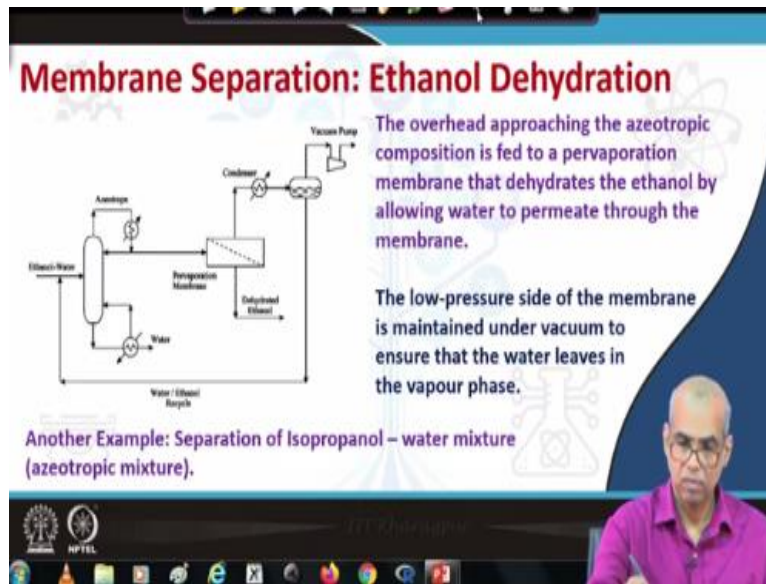 Membrane Separation: Ethanol Dehydration
Vacuum Pump
Condenser
Azeotrope
Ethanol-Water
Pervaporation
Membrane
Dehydrated
Ethanol
Water
Water / Ethanol
Recycle
The overhead approaching the azeotropic
composition is fed to a pervaporation
membrane that dehydrates the ethanol by
allowing water to permeate through the
membrane.
The low-pressure side of the membrane
is maintained under vacuum to
ensure that the water leaves in
the vapour phase.
Another Example: Separation of Isopropanol – water mixture
(azeotropic mixture).
NPTEL
IIT Kharagpur